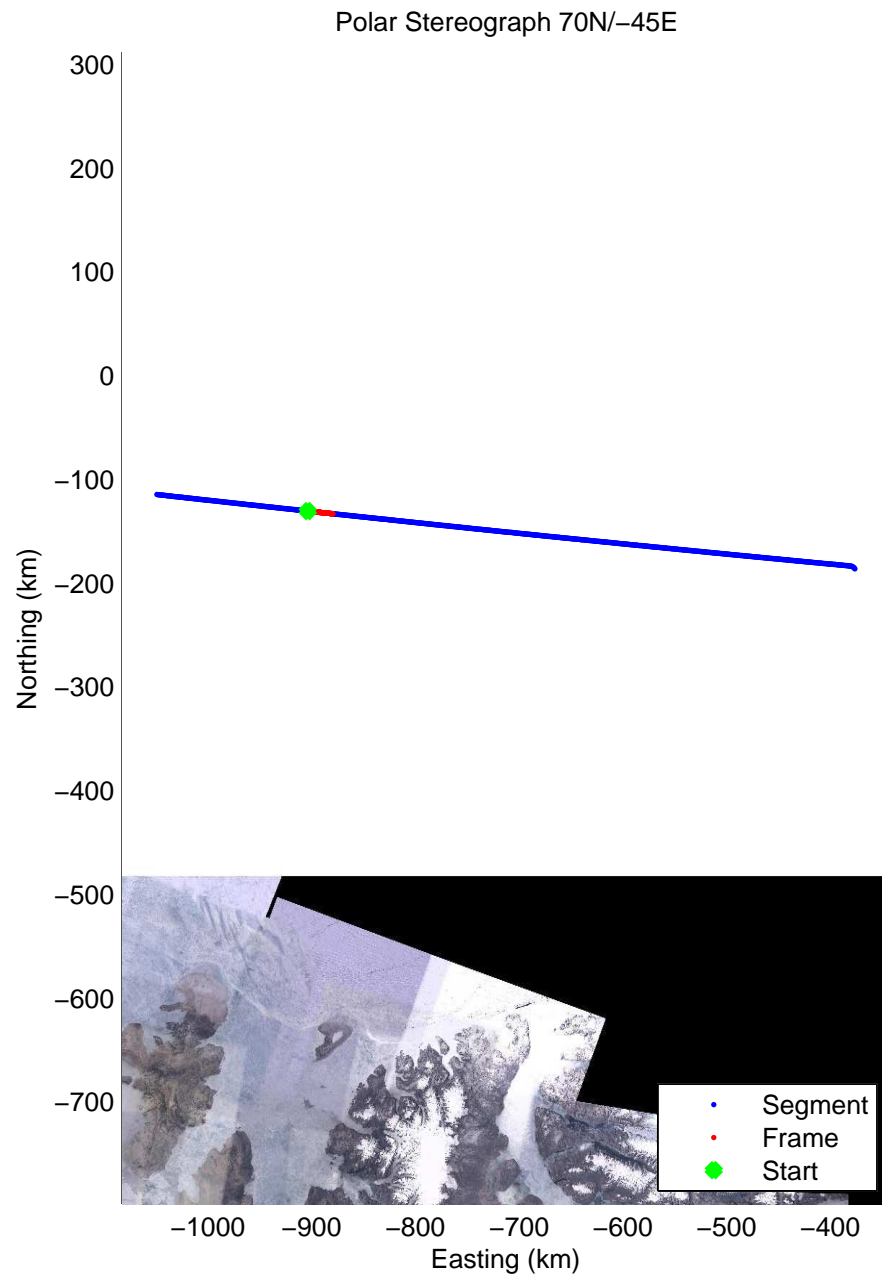 Polar Stereograph 70N/−45E
300
200
100
0
−100
−200
−300
−400
−500
−600
−700
Northing (km)
−1000 −900 −800 −700 −600 −500 −400
Easting (km)
Segment
Frame
Start